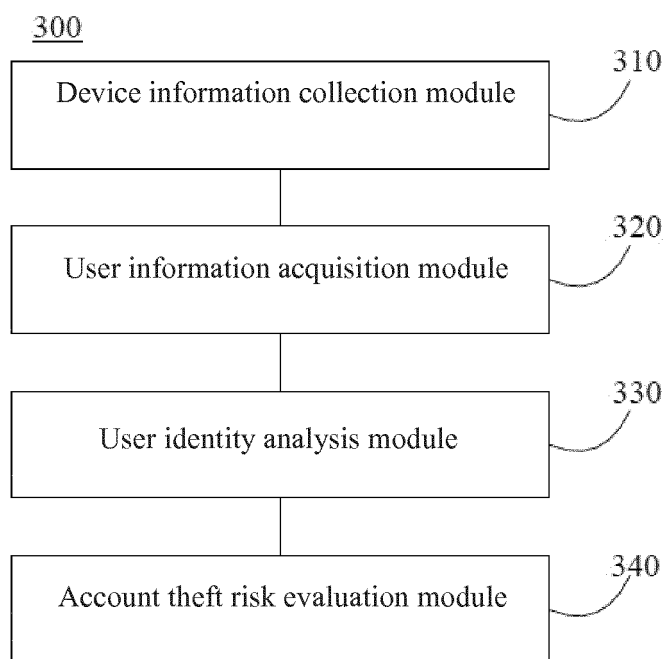 300
310
Device information collection module
320
User information acquisition module
330
User identity analysis module
340
Account theft risk evaluation module